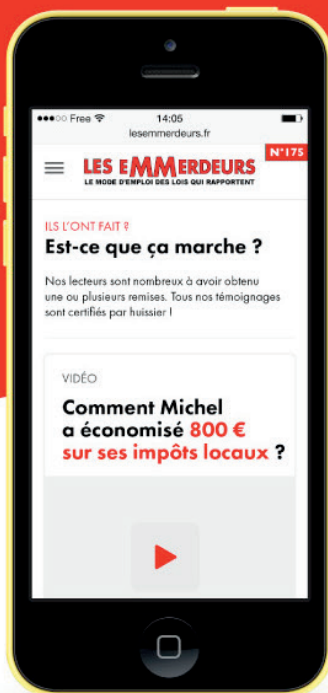 Free 14:05
lesemmerdeurs.fr
N°175
LES EMMERDEURS
LE MODE D'EMPLOI DES LOIS QUI RAPPORTENT
ILS L'ONT FAIT ?
Est-ce que ça marche ?
Nos lecteurs sont nombreux à avoir obtenu
une ou plusieurs remises. Tous nos témoignages
sont certifiés par huissier !
VIDÉO
Comment Michel
a économisé 800 €
sur ses impôts locaux ?